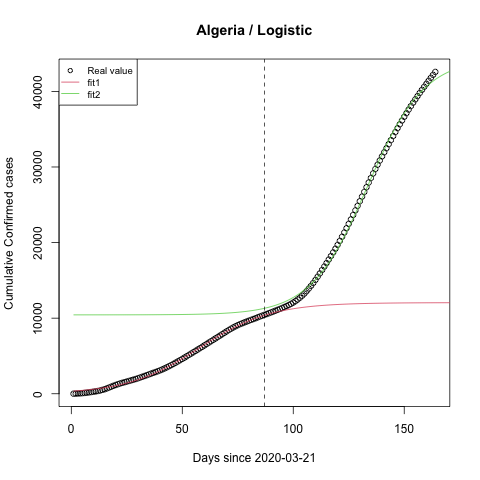 Algeria / Logistic
Real value
fit1
fit2
Cumulative Confirmed cases
40000
30000
20000
10000
0
0 50 100 150
Days since 2020-03-21